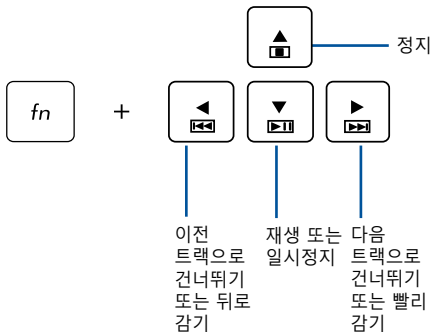 정지
fn
+
이전
트랙으로
건너뛰기
또는 뒤로
감기
재생 또는
일시정지
다음
트랙으로
건너뛰기
또는 빨리
감기